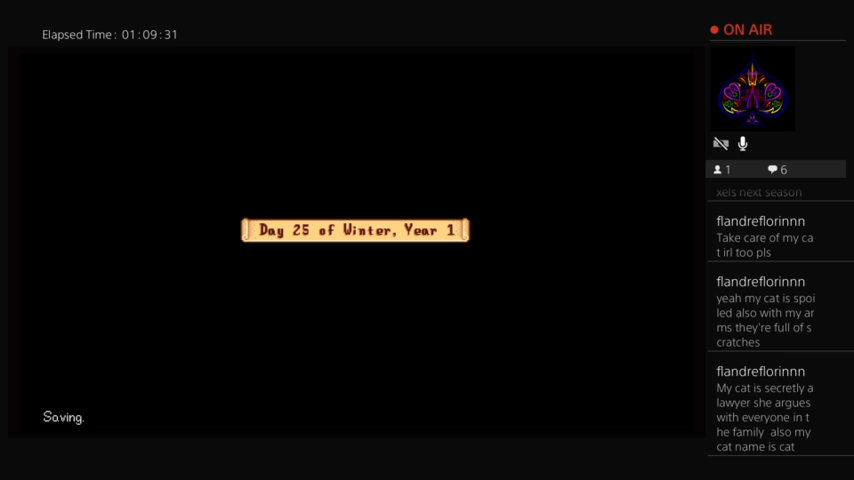 Elapsed Time: 01:09:31
ON AIR
1 6
xels next season
flandreflorinnn
Take care of my ca
t irl too pls
flandreflorinnn
yeah my cat is spoi
led also with my ar
ms they're full of s
cratches
flandreflorinnn
My cat is secretly a
lawyer she argues
with everyone in t
he family also my
cat name is cat
Day 25 of Winter, Year 1
Saving.